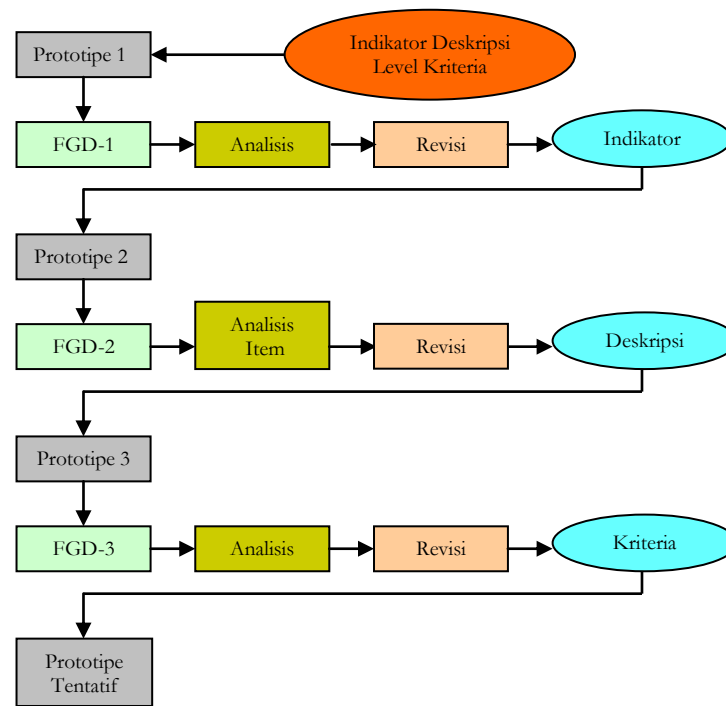 Prototipe 1
Indikator Deskripsi
Level Kriteria
FGD-1
Analisis
Revisi
Indikator
Prototipe 2
FGD-2
Analisis
Item
Revisi
Deskripsi
Prototipe 3
FGD-3
Analisis
Revisi
Kriteria
Prototipe
Tentatif